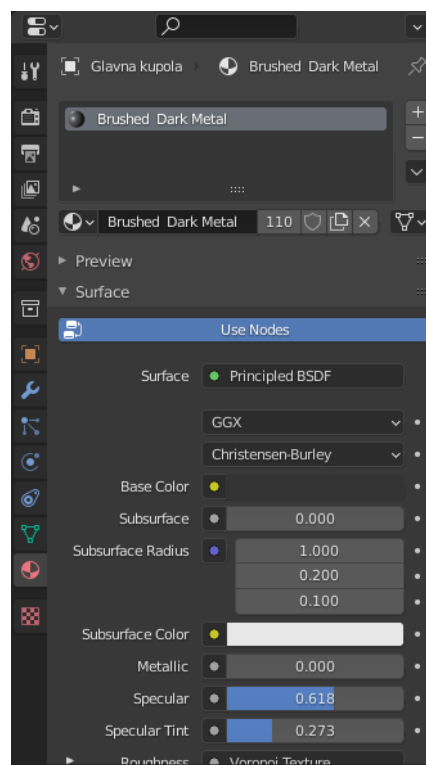 Glavna kupola Brushed Dark Metal
Brushed Dark Metal
Brushed Dark Metal 110
Preview
Surface
Use Nodes
Surface Principled BSDF
GGX
Christensen-Burley
Base Color
Subsurface 0.000
Subsurface Radius 1.000
0.200
0.100
Subsurface Color
Metallic 0.000
Specular 0.618
Specular Tint 0.273
Roughness Voronoi Texture